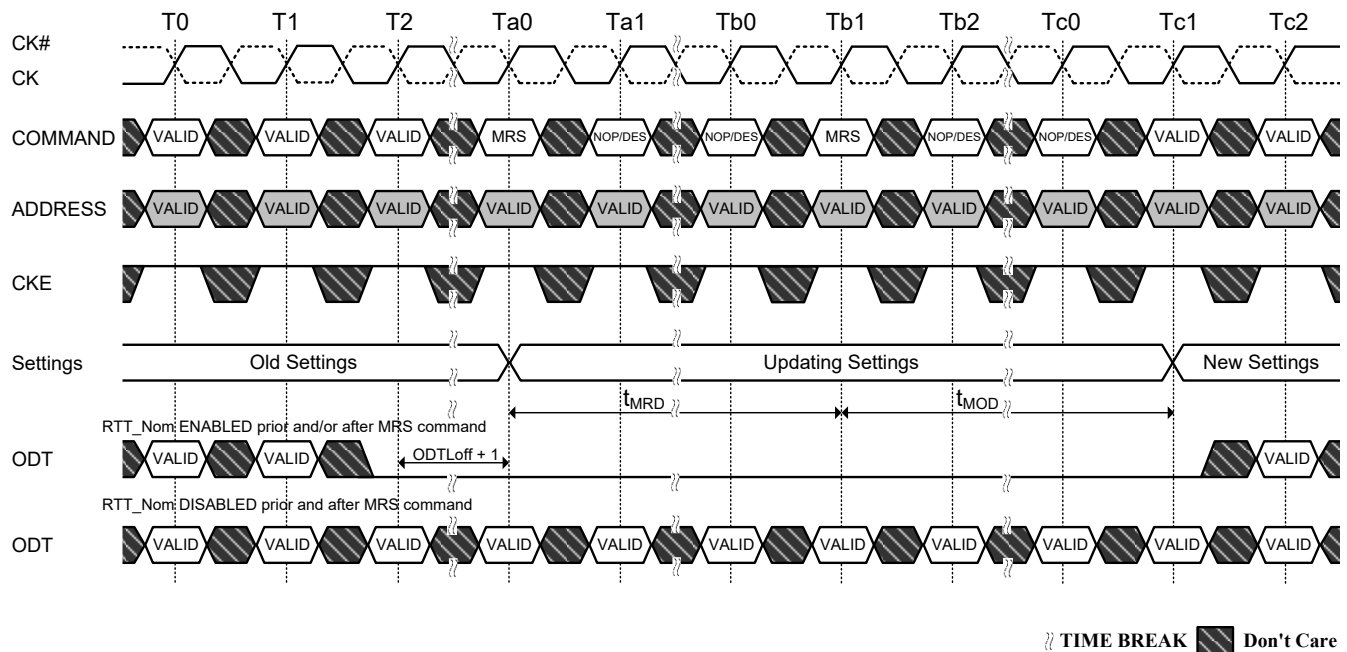 T0 T1 T2 Ta0 Ta1 Tb0 Tb1 Tb2 Tc0 Tc1 Tc2
CK#
CK
COMMAND VALID VALID VALID MRS NOP/DES NOP/DES MRS NOP/DES NOP/DES VALID VALID
ADDRESS VALID VALID VALID VALID VALID VALID VALID VALID VALID VALID VALID
CKE
Settings Old Settings Updating Settings New Settings
tMRD tMOD
RTT_Nom ENABLED prior and/or after MRS command
ODT VALID VALID ODTLoff + 1 VALID
RTT_Nom DISABLED prior and after MRS command
ODT VALID VALID VALID VALID VALID VALID VALID VALID VALID VALID VALID
TIME BREAK Don't Care